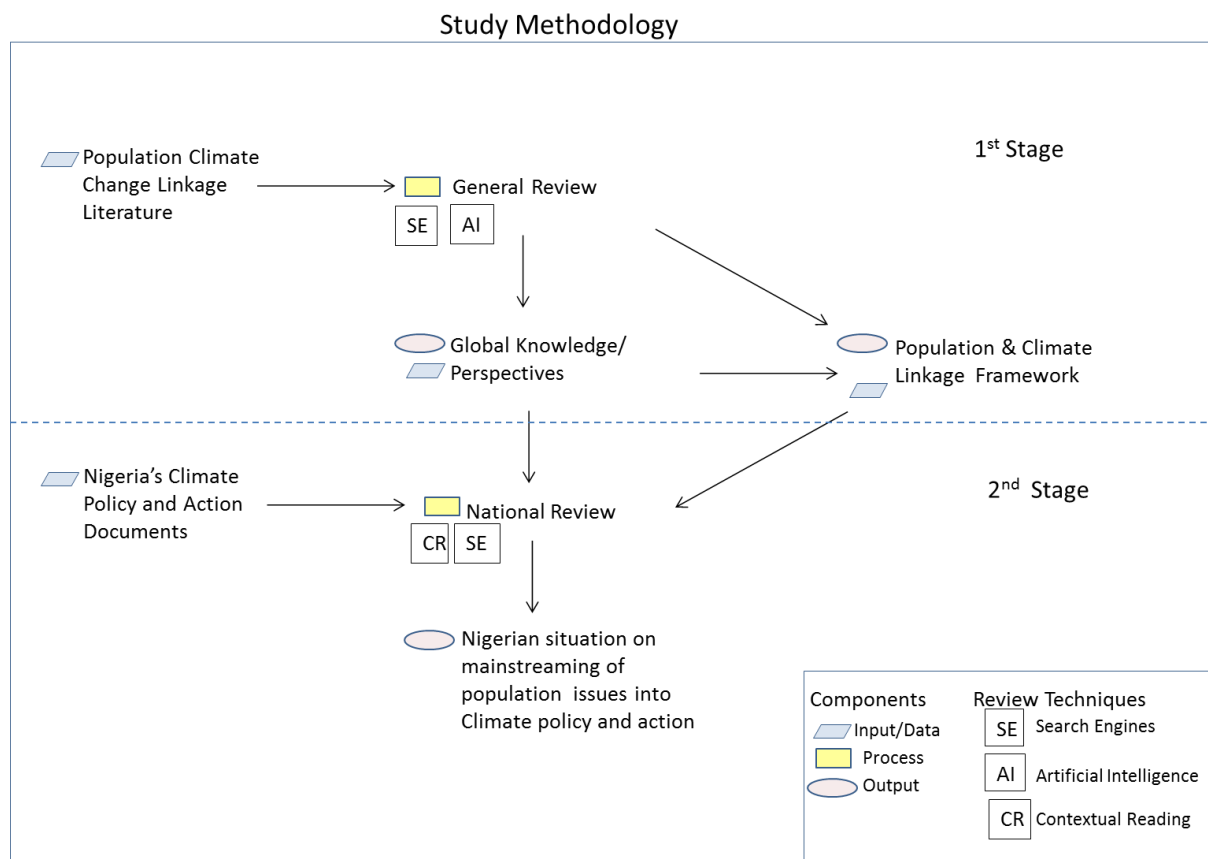 Study Methodology
1st Stage
Population Climate
Change Linkage
Literature
General Review
SE
AI
Global Knowledge/
Perspectives
Population & Climate
Linkage Framework
2nd Stage
Nigeria's Climate
Policy and Action
Documents
National Review
CR
SE
Nigerian situation on
mainstreaming of
population issues into
Climate policy and action
Components
Input/Data
Process
Output
Review Techniques
SE
Search Engines
AI
Artificial Intelligence
CR
Contextual Reading